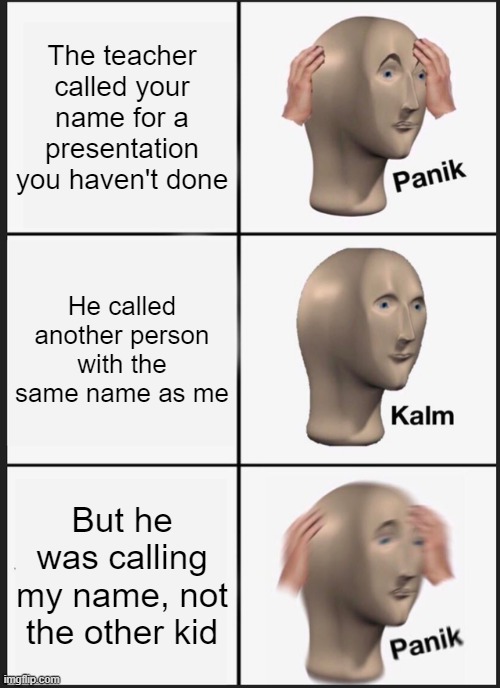 The teacher
called your
name for a
presentation
you haven't done
Panik
He called
another person
with the
same name as me
Kalm
But he
was calling
my name, not
the other kid
Panik
imgflip.com